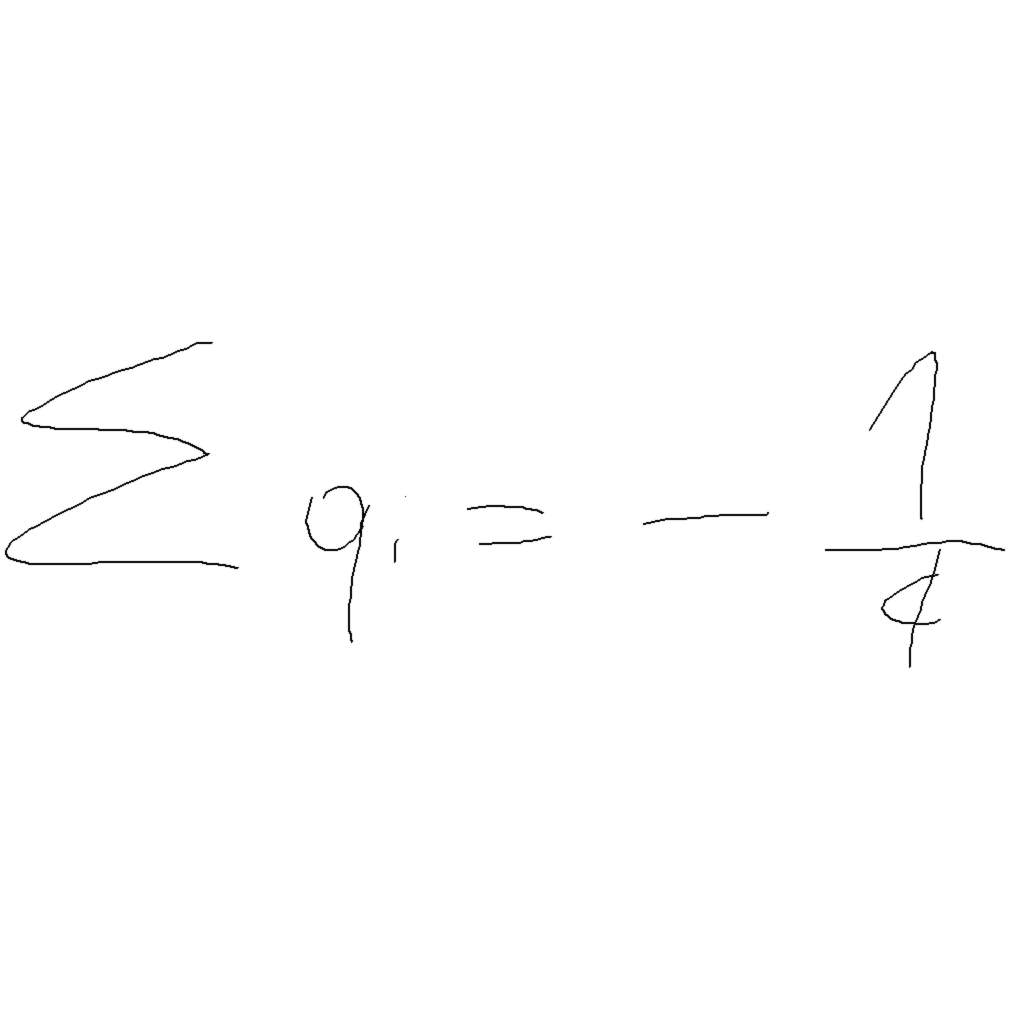 ∑ qᵢ = - 1/4